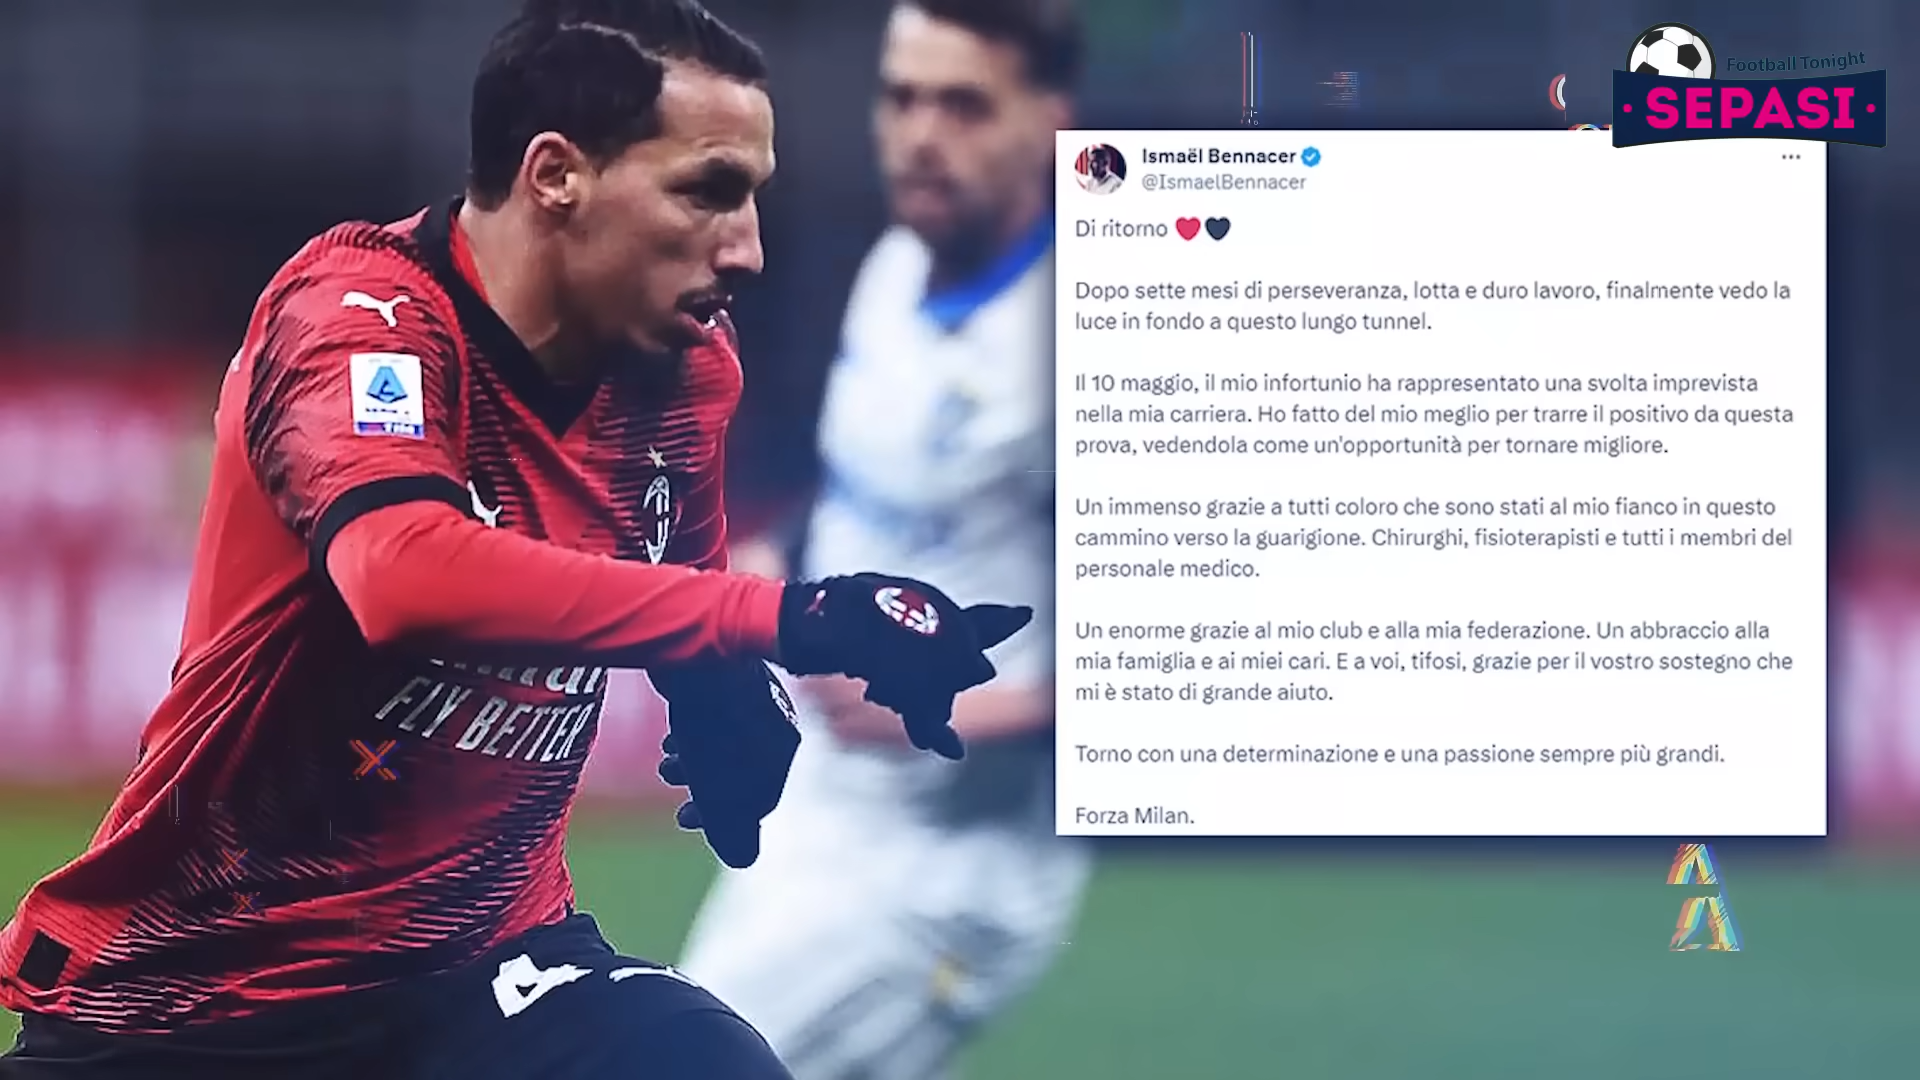 Football Tonight
SEPASI
Ismaël Bennacer
@IsmaelBennacer
Di ritorno ❤️🖤
Dopo sette mesi di perseveranza, lotta e duro lavoro, finalmente vedo la
luce in fondo a questo lungo tunnel.
Il 10 maggio, il mio infortunio ha rappresentato una svolta imprevista
nella mia carriera. Ho fatto del mio meglio per trarre il positivo da questa
prova, vedendola come un'opportunità per tornare migliore.
Un immenso grazie a tutti coloro che sono stati al mio fianco in questo
cammino verso la guarigione. Chirurghi, fisioterapisti e tutti i membri del
personale medico.
Un enorme grazie al mio club e alla mia federazione. Un abbraccio alla
mia famiglia e ai miei cari. E a voi, tifosi, grazie per il vostro sostegno che
mi è stato di grande aiuto.
Torno con una determinazione e una passione sempre più grandi.
Forza Milan.
FLY BETTER
4